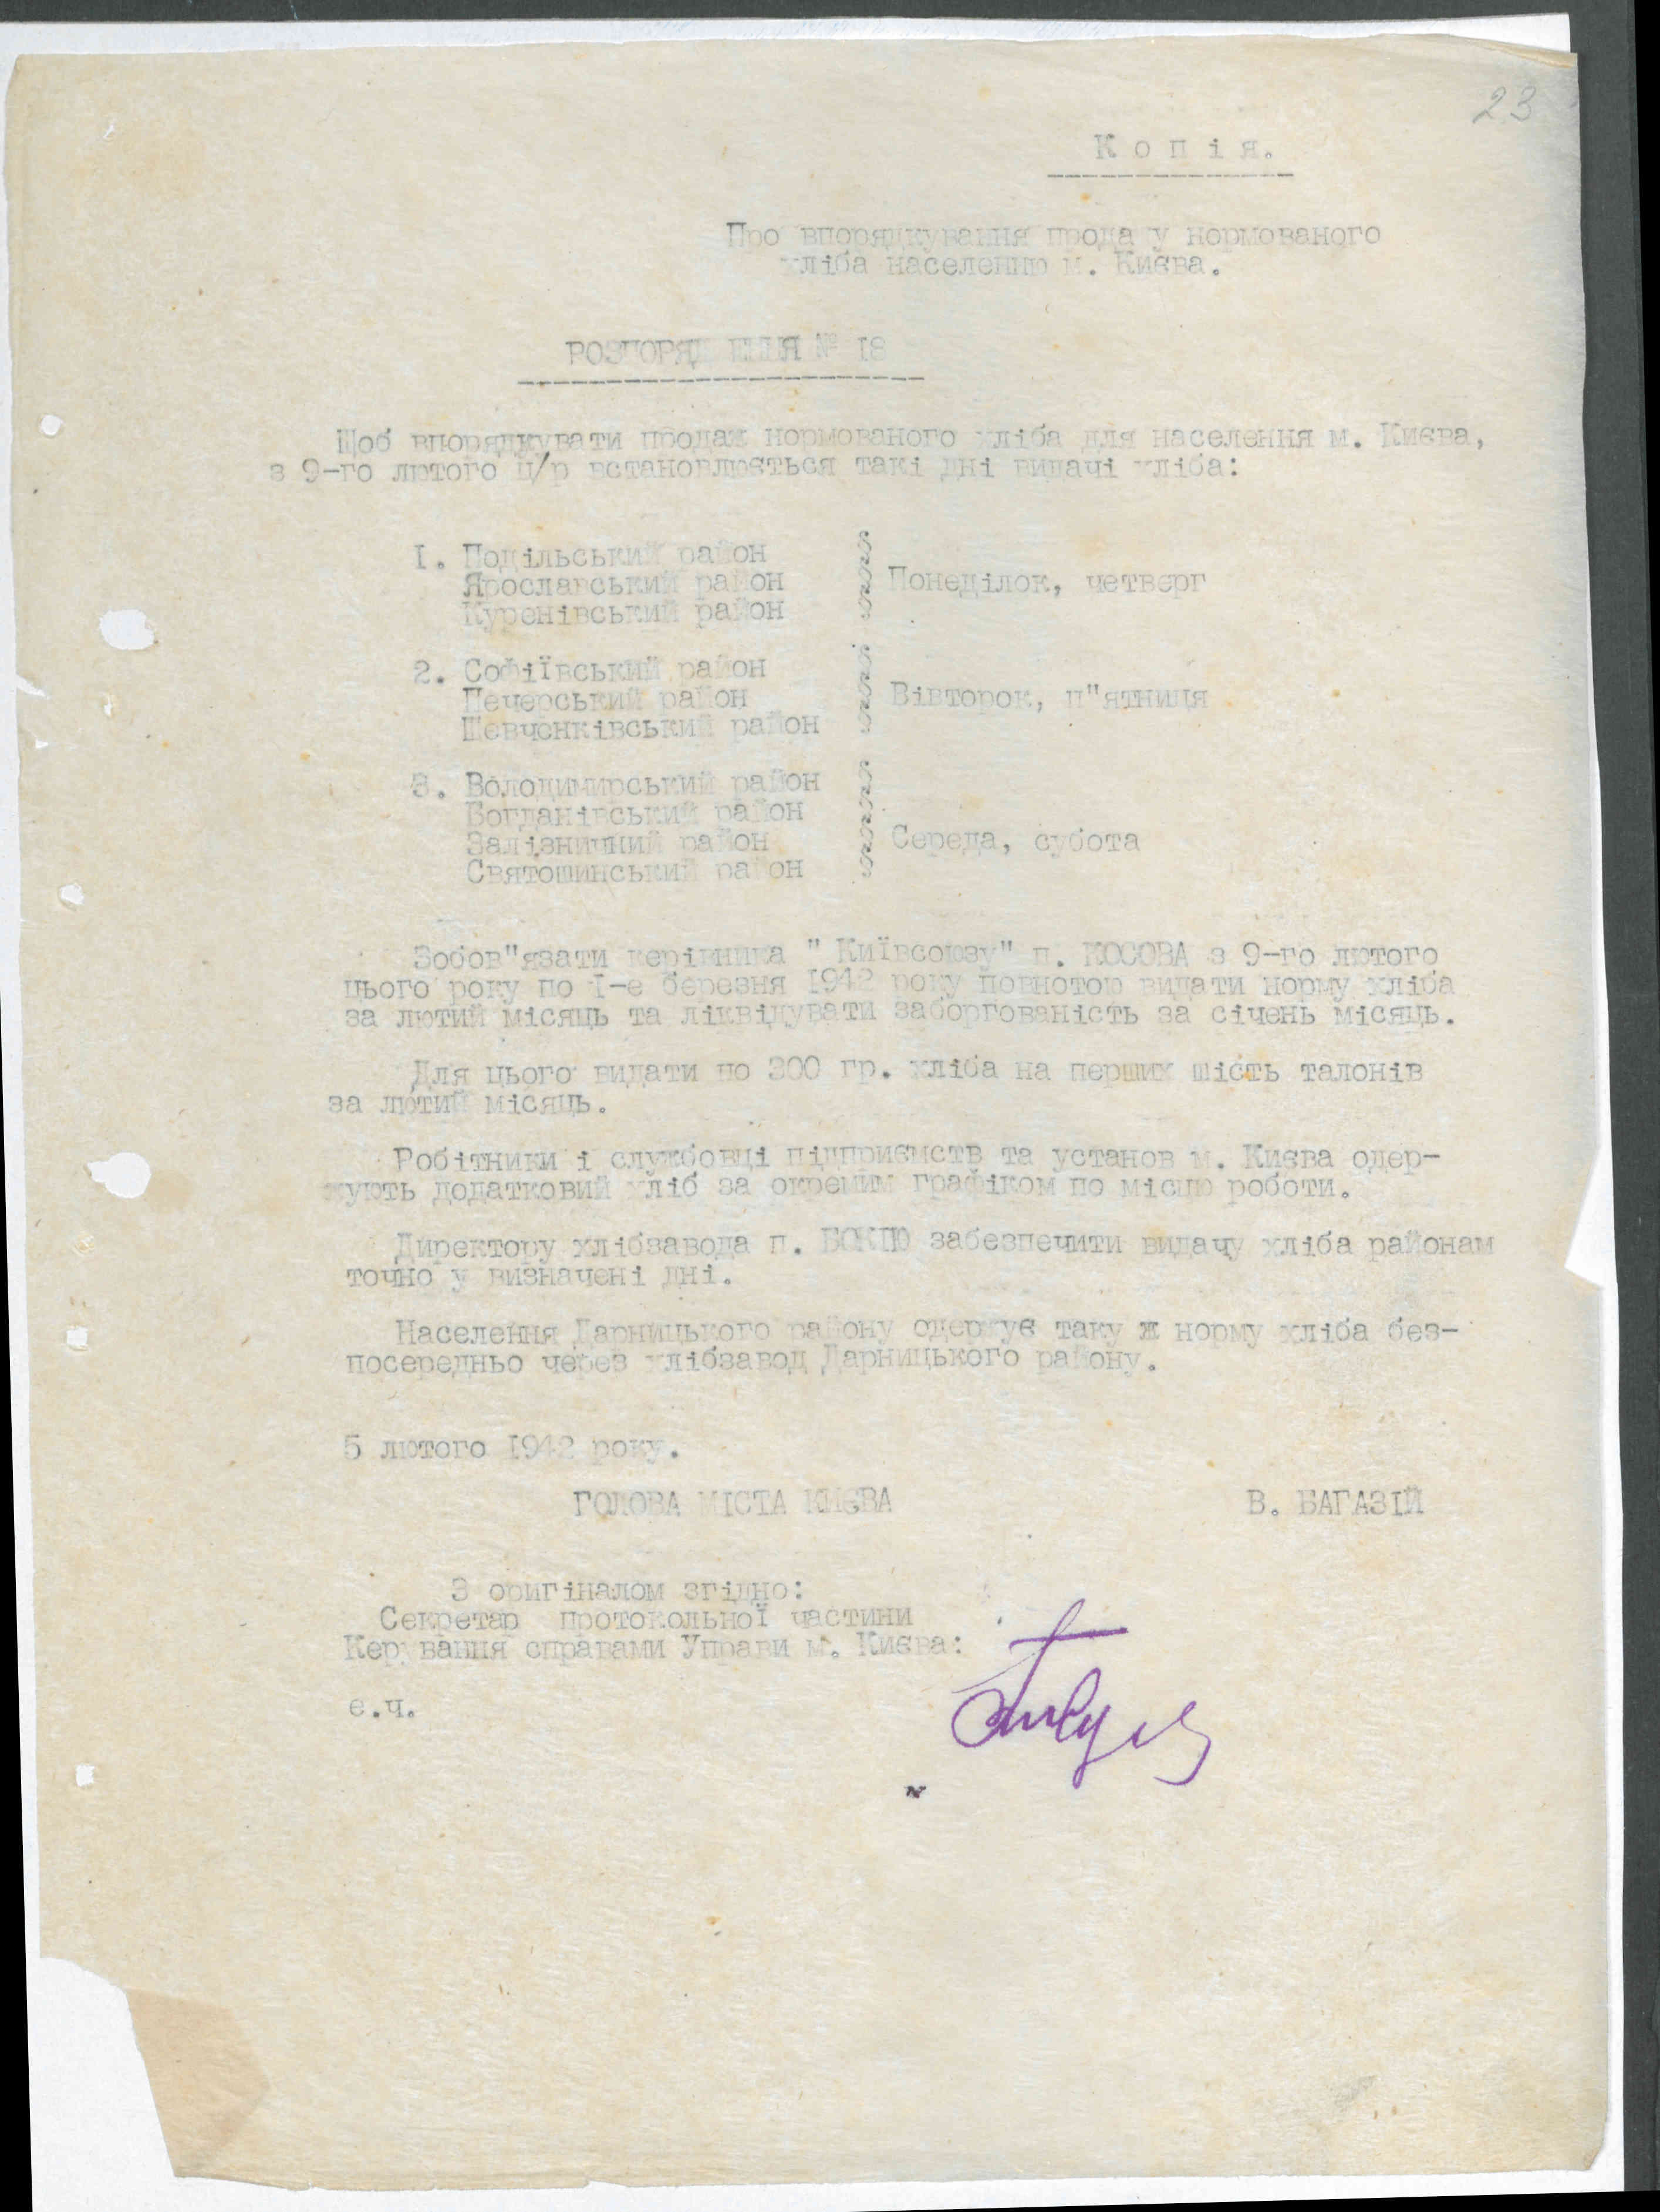 23
Копія.
Про впорядкування продажу нормованого
хліба населенню м. Києва.
РОЗПОРЯДЖЕННЯ № I8
Щоб впорядкувати продаж нормованого хліба для населення м. Києва,
з 9-го лютого ц/р встановлюється такі дні видачі хліба:
I. Подільський район
Ярославський район
Куренівський район
Понеділок, четверг
2. Софіївський район
Печерський район
Шевченківський район
Вівторок, п"ятниця
3. Володимирський район
Богданівський район
Залізничний район
Святошинський район
Середа, субота
Зобов"язати керівника " Київсоюзу" п. КОСОВА з 9-го лютого
цього року по I-е березня I942 року повнотою видати норму хліба
за лютий місяць та ліквідувати заборгованість за січень місяць.
Для цього видати по 300 гр. хліба на перших шість талонів
за лютий місяць.
Робітники і службовці підприємств та установ м. Києва одер-
жують додатковий хліб за окремим графіком по місцю роботи.
Директору хлібзавода п. БОКІЮ забезпечити видачу хліба районам
точно у визначені дні.
Населення Дарницького району одержує таку ж норму хліба без-
посередньо через хлібзавод Дарницького району.
5 лютого I942 року.
ГОЛОВА МІСТА КИЄВА В. БАГАЗІЙ
З оригіналом згідно:
Секретар протокольної частини
Керування справами Управи м. Києва:
е.ч.